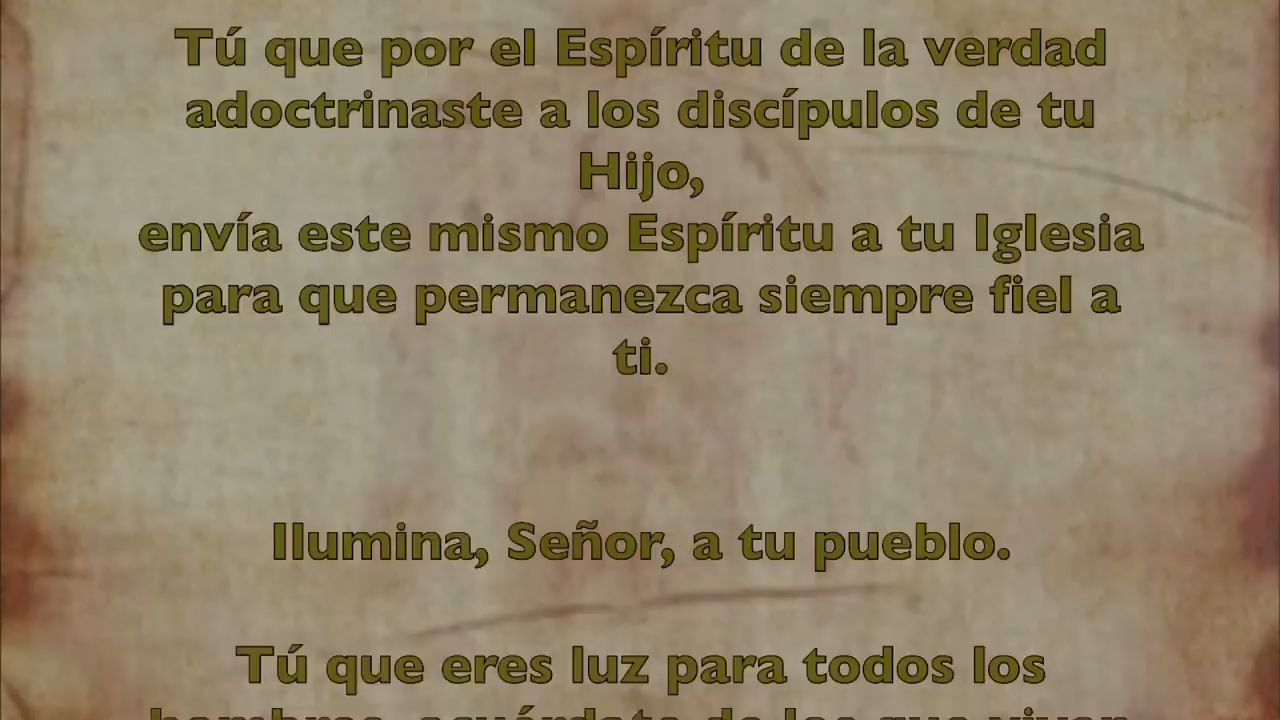 Tú que por el Espíritu de la verdad
adoctrinaste a los discípulos de tu
Hijo,
envía este mismo Espíritu a tu Iglesia
para que permanezca siempre fiel a
ti.
Ilumina, Señor, a tu pueblo.
Tú que eres luz para todos los
hombres, acuérdate de los que viven